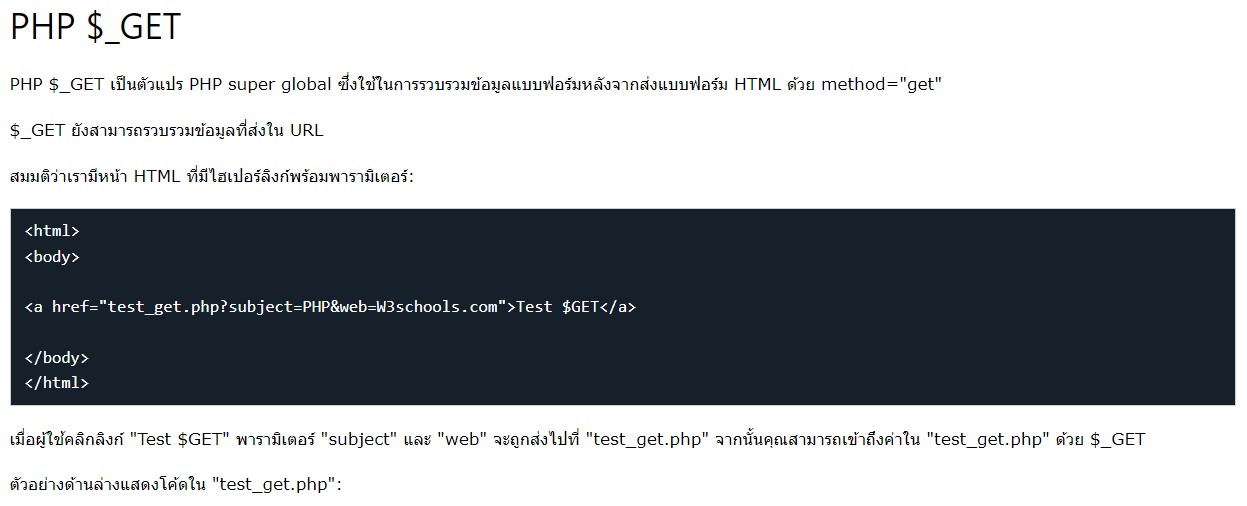 PHP $_GET
PHP $_GET เป็นตัวแปร PHP super global ซึ่งใช้ในการรวบรวมข้อมูลแบบฟอร์มหลังจากส่งแบบฟอร์ม HTML ด้วย method="get"
$_GET ยังสามารถรวบรวมข้อมูลที่ส่งใน URL
สมมติว่าเรามีหน้า HTML ที่มีไฮเปอร์ลิงก์พร้อมพารามิเตอร์:
<html>
<body>
<a href="test_get.php?subject=PHP&web=W3schools.com">Test $GET</a>
</body>
</html>
เมื่อผู้ใช้คลิกลิงก์ "Test $GET" พารามิเตอร์ "subject" และ "web" จะถูกส่งไปที่ "test_get.php" จากนั้นคุณสามารถเข้าถึงค่าใน "test_get.php" ด้วย $_GET
ตัวอย่างด้านล่างแสดงโค้ดใน "test_get.php":